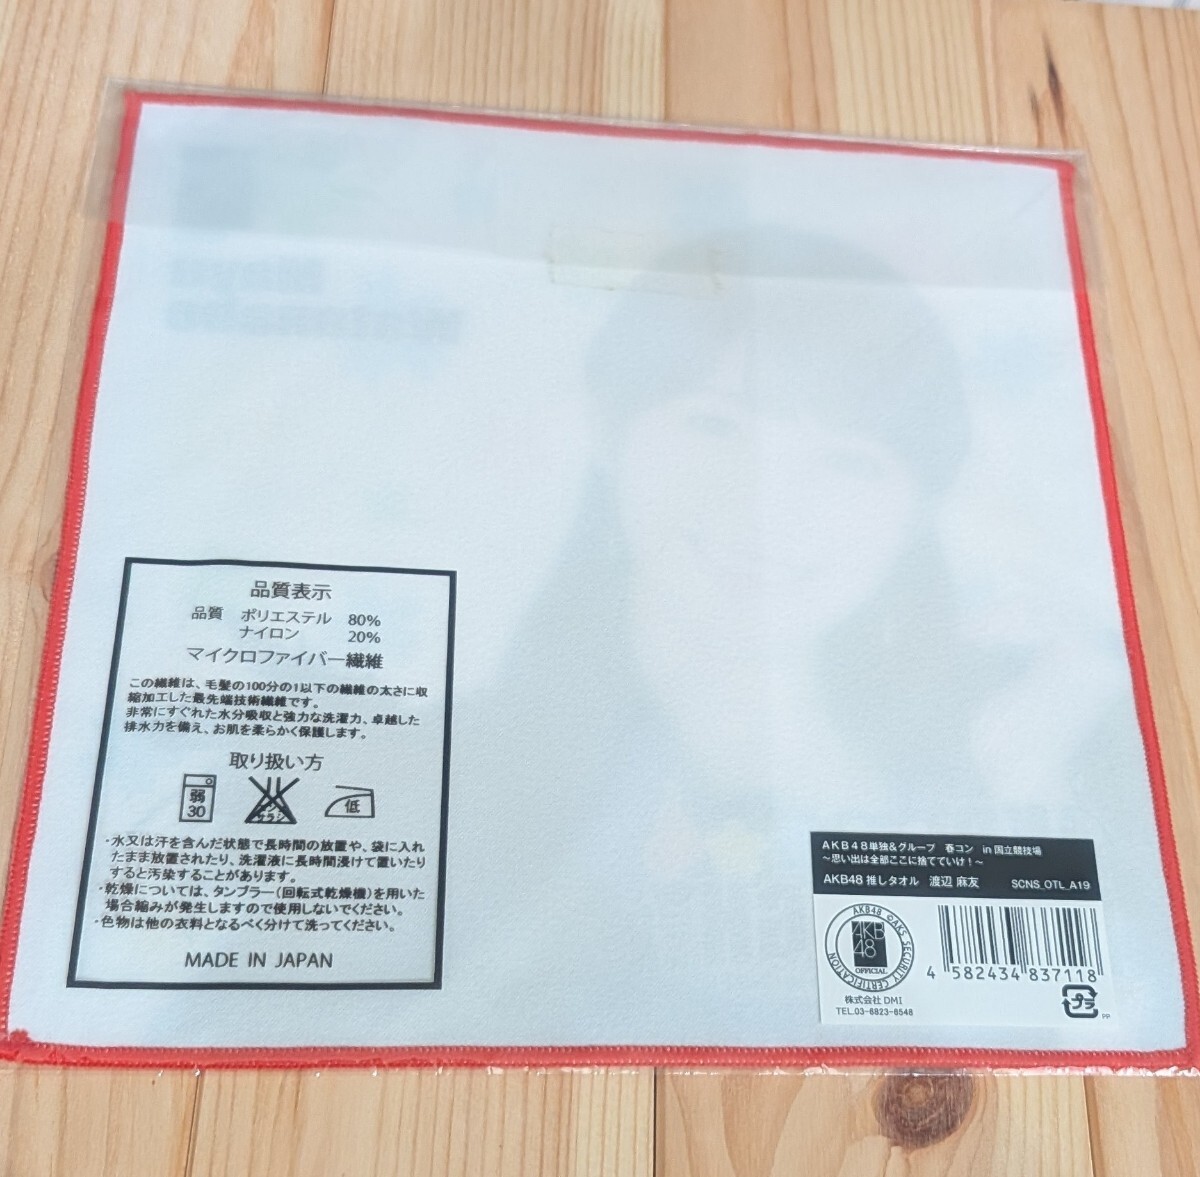 品質表示
品質 ポリエステル 80%
ナイロン 20%
マイクロファイバー繊維
この繊維は、毛髪の100分の1以下の繊維の太さに収
縮加工した最先端技術繊維です。
非常にすぐれた水分吸収と強力な洗濯力、卓越した
排水力を備え、お肌を柔らかく保護します。
取り扱い方
弱
30
エンソ
サラシ
低
・水又は汗を含んだ状態で長時間の放置や、袋に入れ
たまま放置されたり、洗濯液に長時間浸けて置いたり
すると汚染することがあります。
・乾燥については、タンブラー(回転式乾燥機)を用いた
場合縮みが発生しますので使用しないでください。
・色物は他の衣料となるべく分けて洗ってください。
MADE IN JAPAN
AKB48単独&グループ 春コン in 国立競技場
～思い出は全部ここに捨てていけ!～
AKB48 推しタオル 渡辺 麻友 SCNS_OTL_A19
AKB48 ©AKS SECURITY CERTIFICATION
AKB
48
OFFICIAL
株式会社 DMI
TEL.03-6823-6548
4 582434 837118
プラ
PP